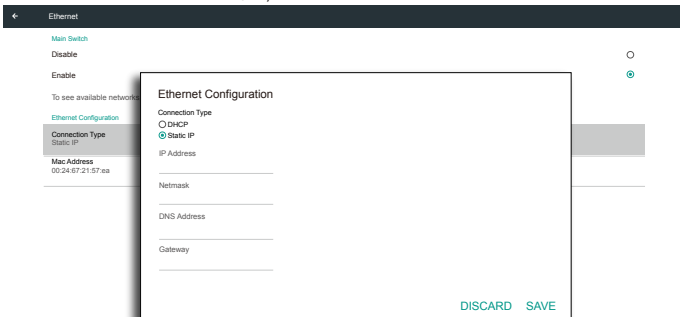 Ethernet
Main Switch
Disable
Enable
To see available networks
Ethernet Configuration
Connection Type
Static IP
Mac Address
00:24:67:21:57:ea
Ethernet Configuration
Connection Type
DHCP
Static IP
IP Address
Netmask
DNS Address
Gateway
DISCARD SAVE